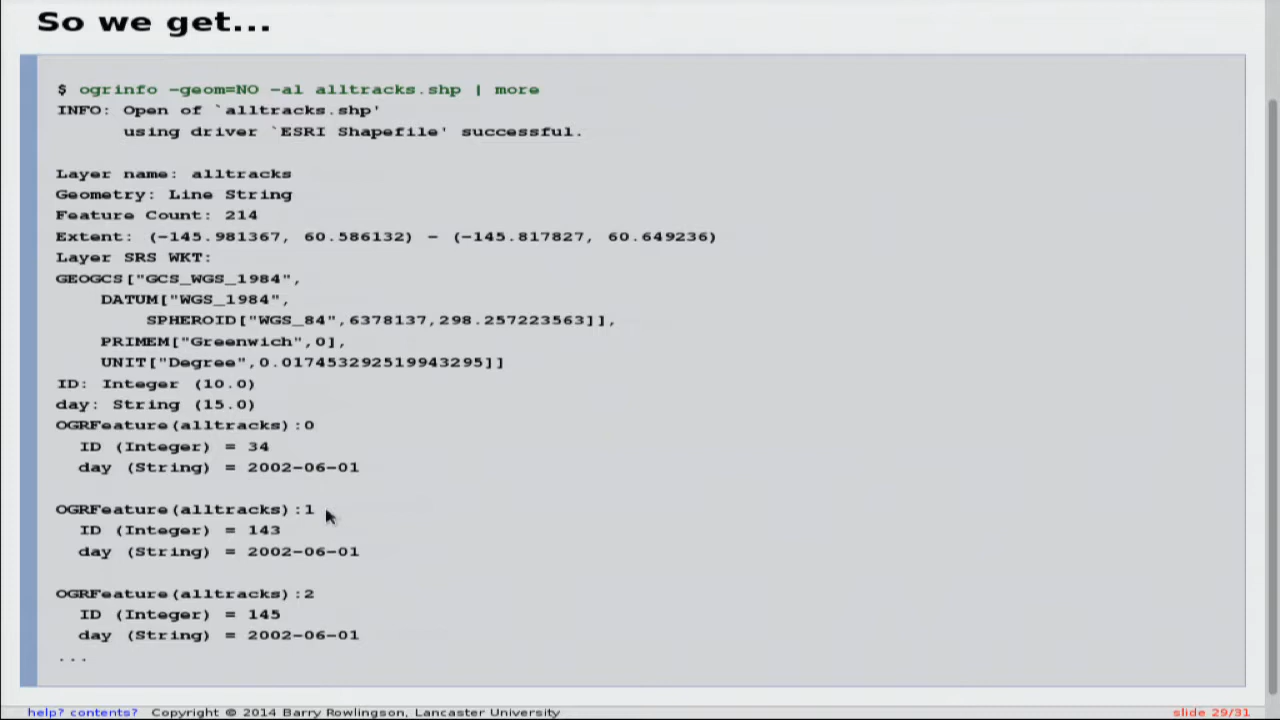 So we get...
$ ogrinfo -geom=NO -al alltracks.shp | more
INFO: Open of `alltracks.shp'
using driver `ESRI Shapefile' successful.
Layer name: alltracks
Geometry: Line String
Feature Count: 214
Extent: (-145.981367, 60.586132) - (-145.817827, 60.649236)
Layer SRS WKT:
GEOGCS["GCS_WGS_1984",
DATUM["WGS_1984",
SPHEROID["WGS_84",6378137,298.257223563]],
PRIMEM["Greenwich",0],
UNIT["Degree",0.017453292519943295]]
ID: Integer (10.0)
day: String (15.0)
OGRFeature(alltracks):0
ID (Integer) = 34
day (String) = 2002-06-01
OGRFeature(alltracks):1
ID (Integer) = 143
day (String) = 2002-06-01
OGRFeature(alltracks):2
ID (Integer) = 145
day (String) = 2002-06-01
...
help? contents? Copyright © 2014 Barry Rowlingson, Lancaster University slide 29/31